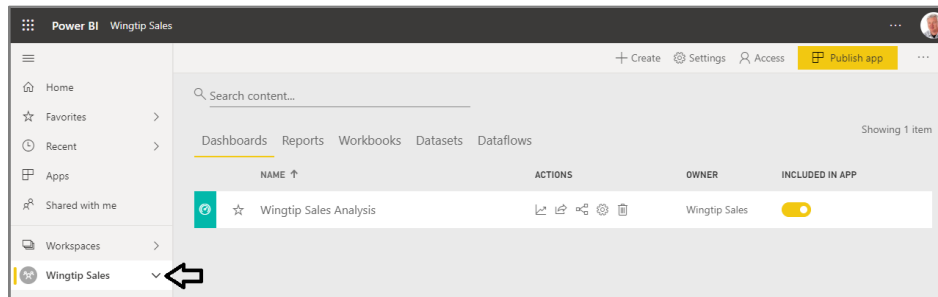 Power BI Wingtip Sales
Create Settings Access Publish app
Home
Search content...
Favorites
Recent
Dashboards Reports Workbooks Datasets Dataflows
Showing 1 item
Apps
NAME ACTIONS OWNER INCLUDED IN APP
Shared with me
Wingtip Sales Analysis Wingtip Sales
Workspaces
Wingtip Sales